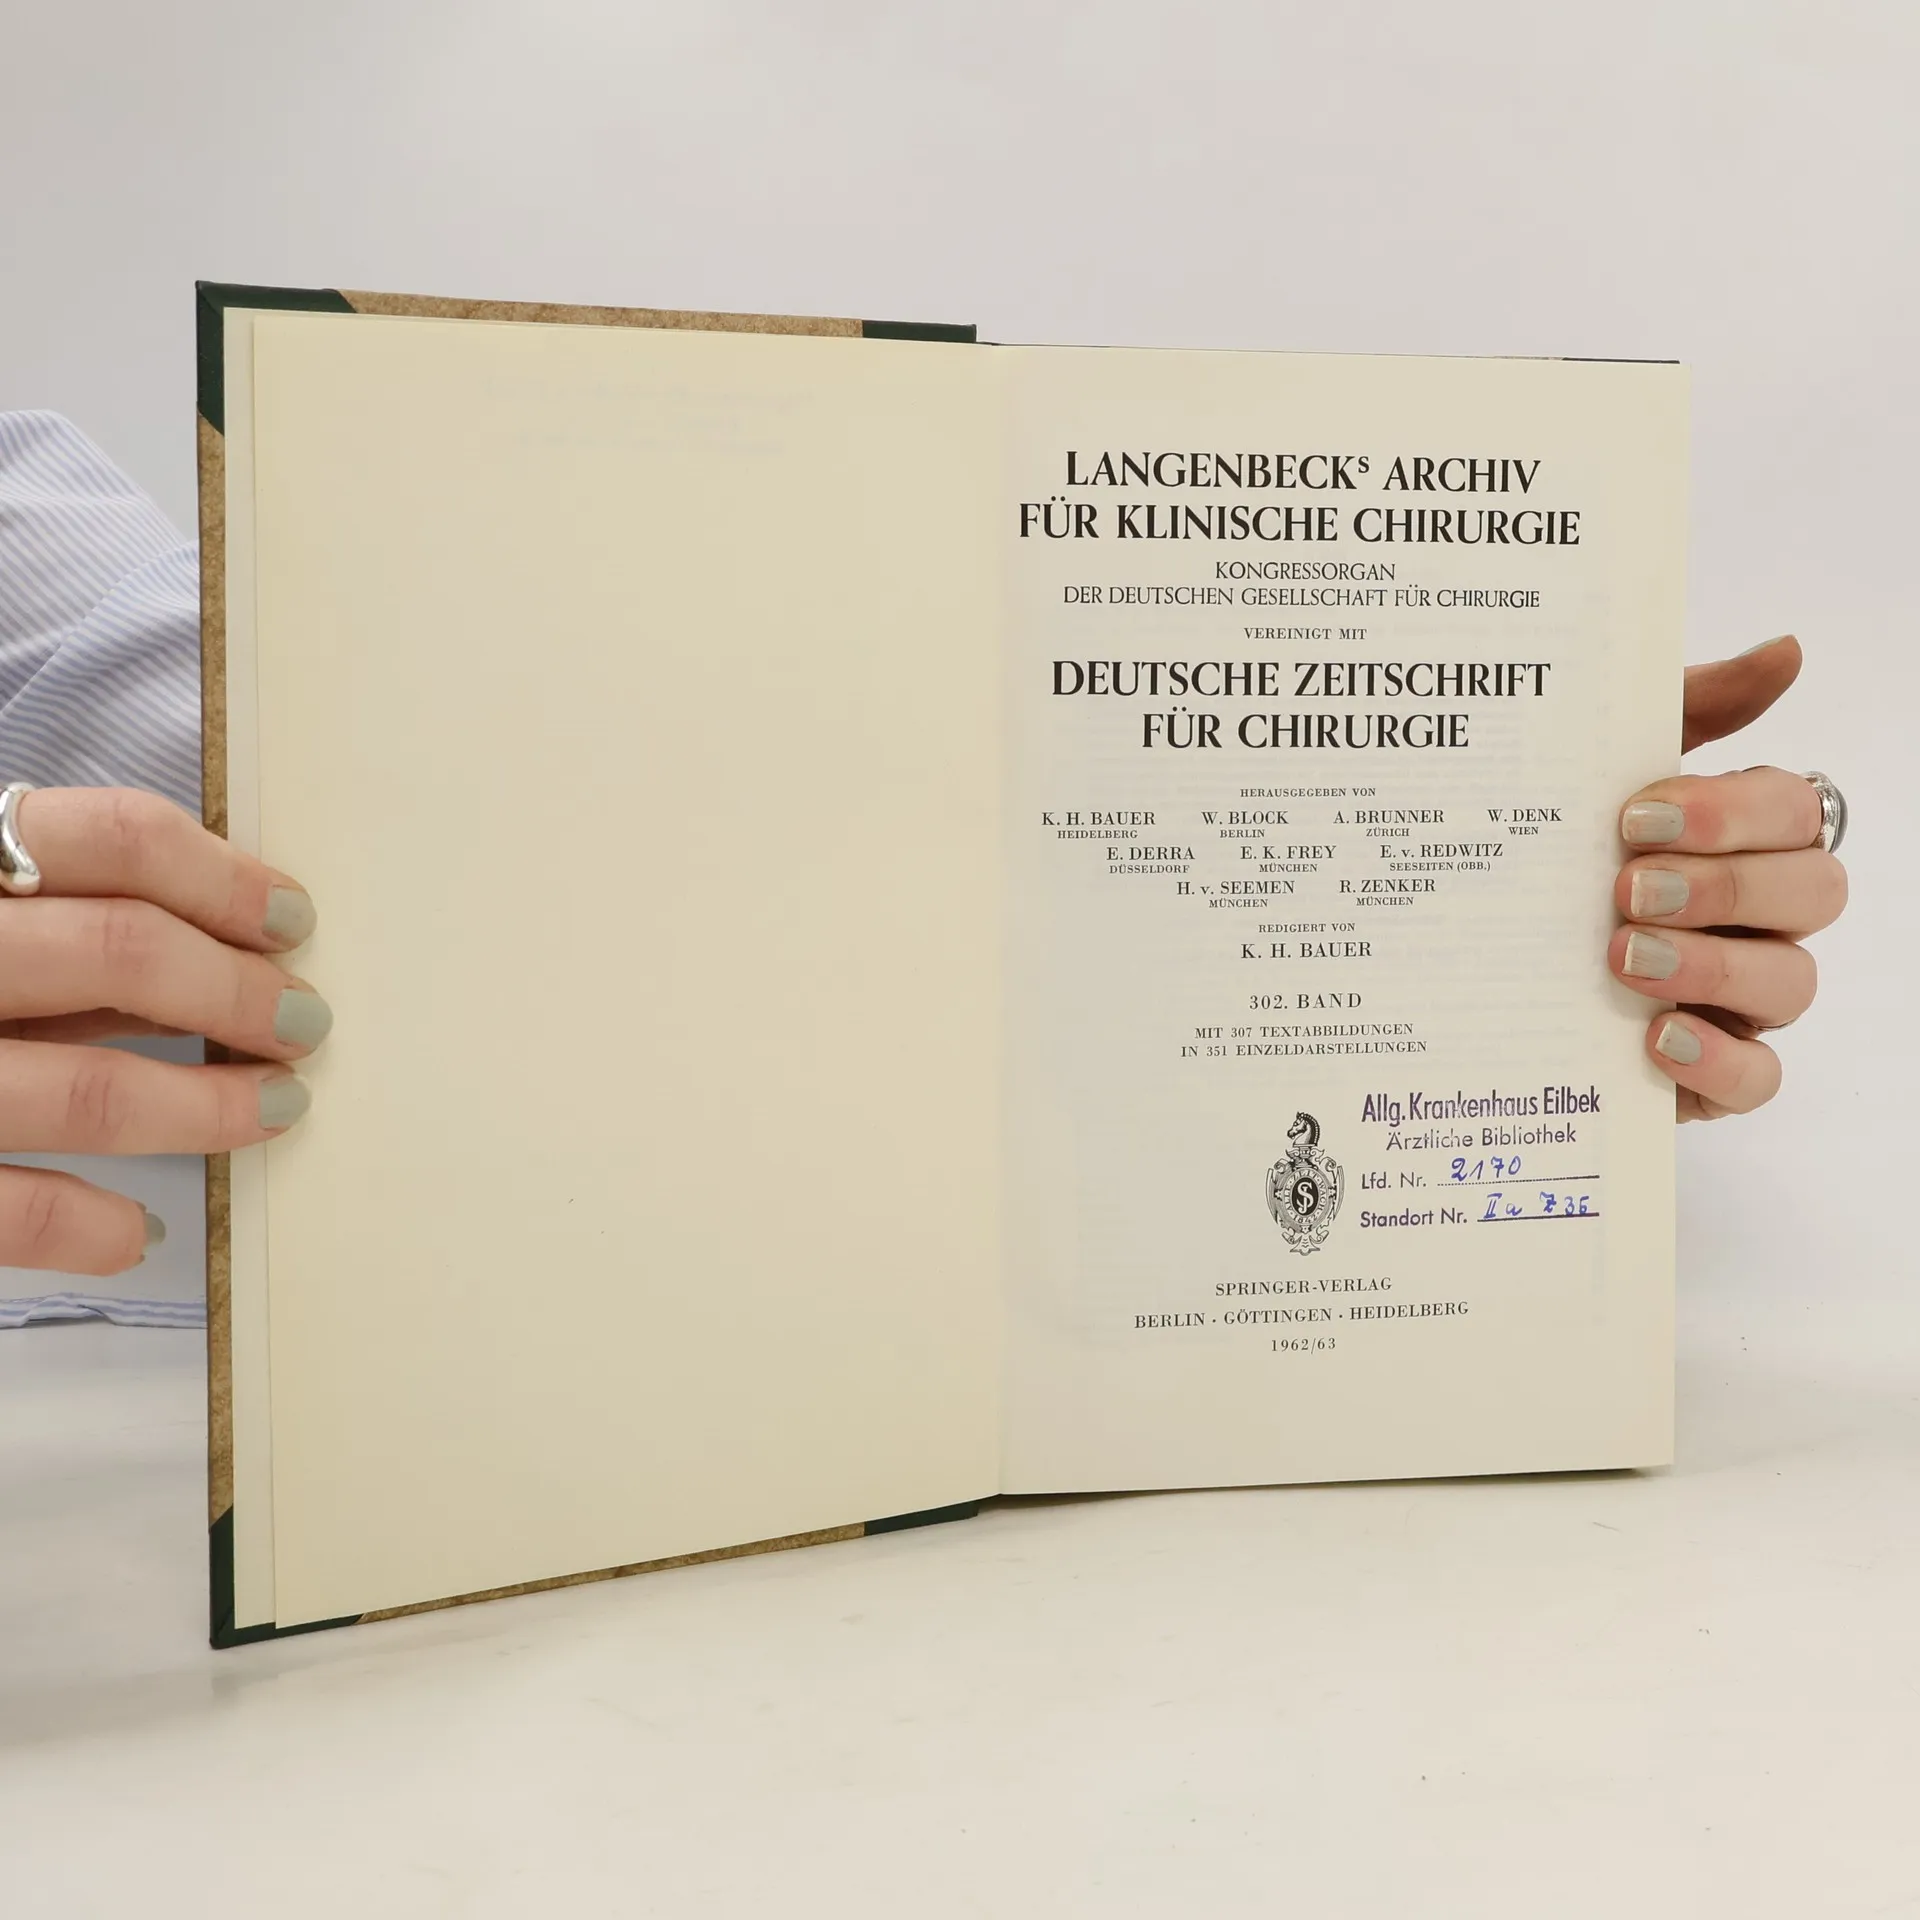 LANGENBECKs ARCHIV
FÜR KLINISCHE CHIRURGIE
KONGRESSORGAN
DER DEUTSCHEN GESELLSCHAFT FÜR CHIRURGIE
VEREINIGT MIT
DEUTSCHE ZEITSCHRIFT
FÜR CHIRURGIE
HERAUSGEGEBEN VON
K. H. BAUER W. BLOCK A. BRUNNER W. DENK
HEIDELBERG BERLIN ZÜRICH WIEN
E. DERRA E. K. FREY E. v. REDWITZ
DÜSSELDORF MÜNCHEN SEESEITEN (OBB.)
H. v. SEEMEN R. ZENKER
MÜNCHEN MÜNCHEN
REDIGIERT VON
K. H. BAUER
302. BAND
MIT 307 TEXTABBILDUNGEN
IN 351 EINZELDARSTELLUNGEN
Allg. Krankenhaus Eilbek
Ärztliche Bibliothek
Lfd. Nr. 2170
Standort Nr. IIa Z 36
SPRINGER-VERLAG
BERLIN · GÖTTINGEN · HEIDELBERG
1962/63